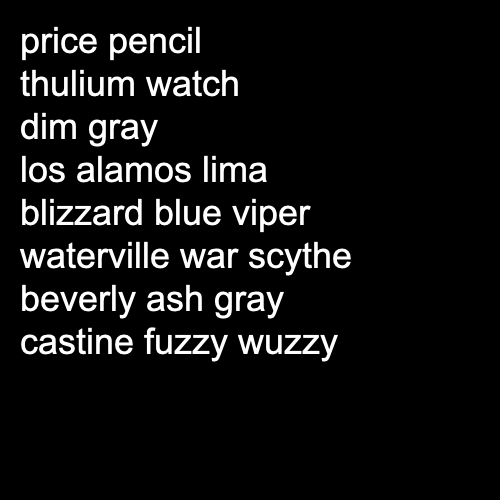 price pencil
thulium watch
dim gray
los alamos lima
blizzard blue viper
waterville war scythe
beverly ash gray
castine fuzzy wuzzy